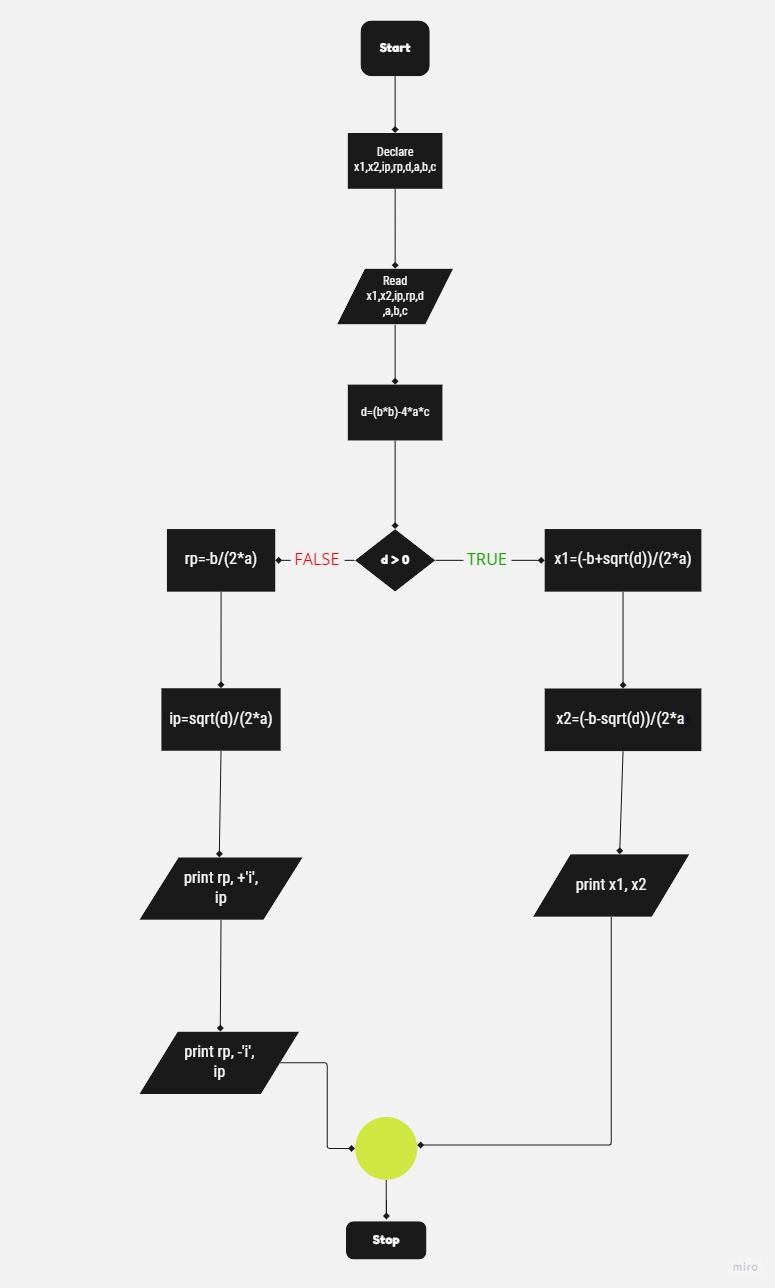 Start
Declare
x1,x2,ip,rp,d,a,b,c
Read
x1,x2,ip,rp,d
,a,b,c
d=(b*b)-4*a*c
rp=-b/(2*a)
FALSE
d > 0
TRUE
x1=(-b+sqrt(d))/(2*a)
ip=sqrt(d)/(2*a)
x2=(-b-sqrt(d))/(2*a)
print rp, +'i',
ip
print x1, x2
print rp, -'i',
ip
Stop
miro